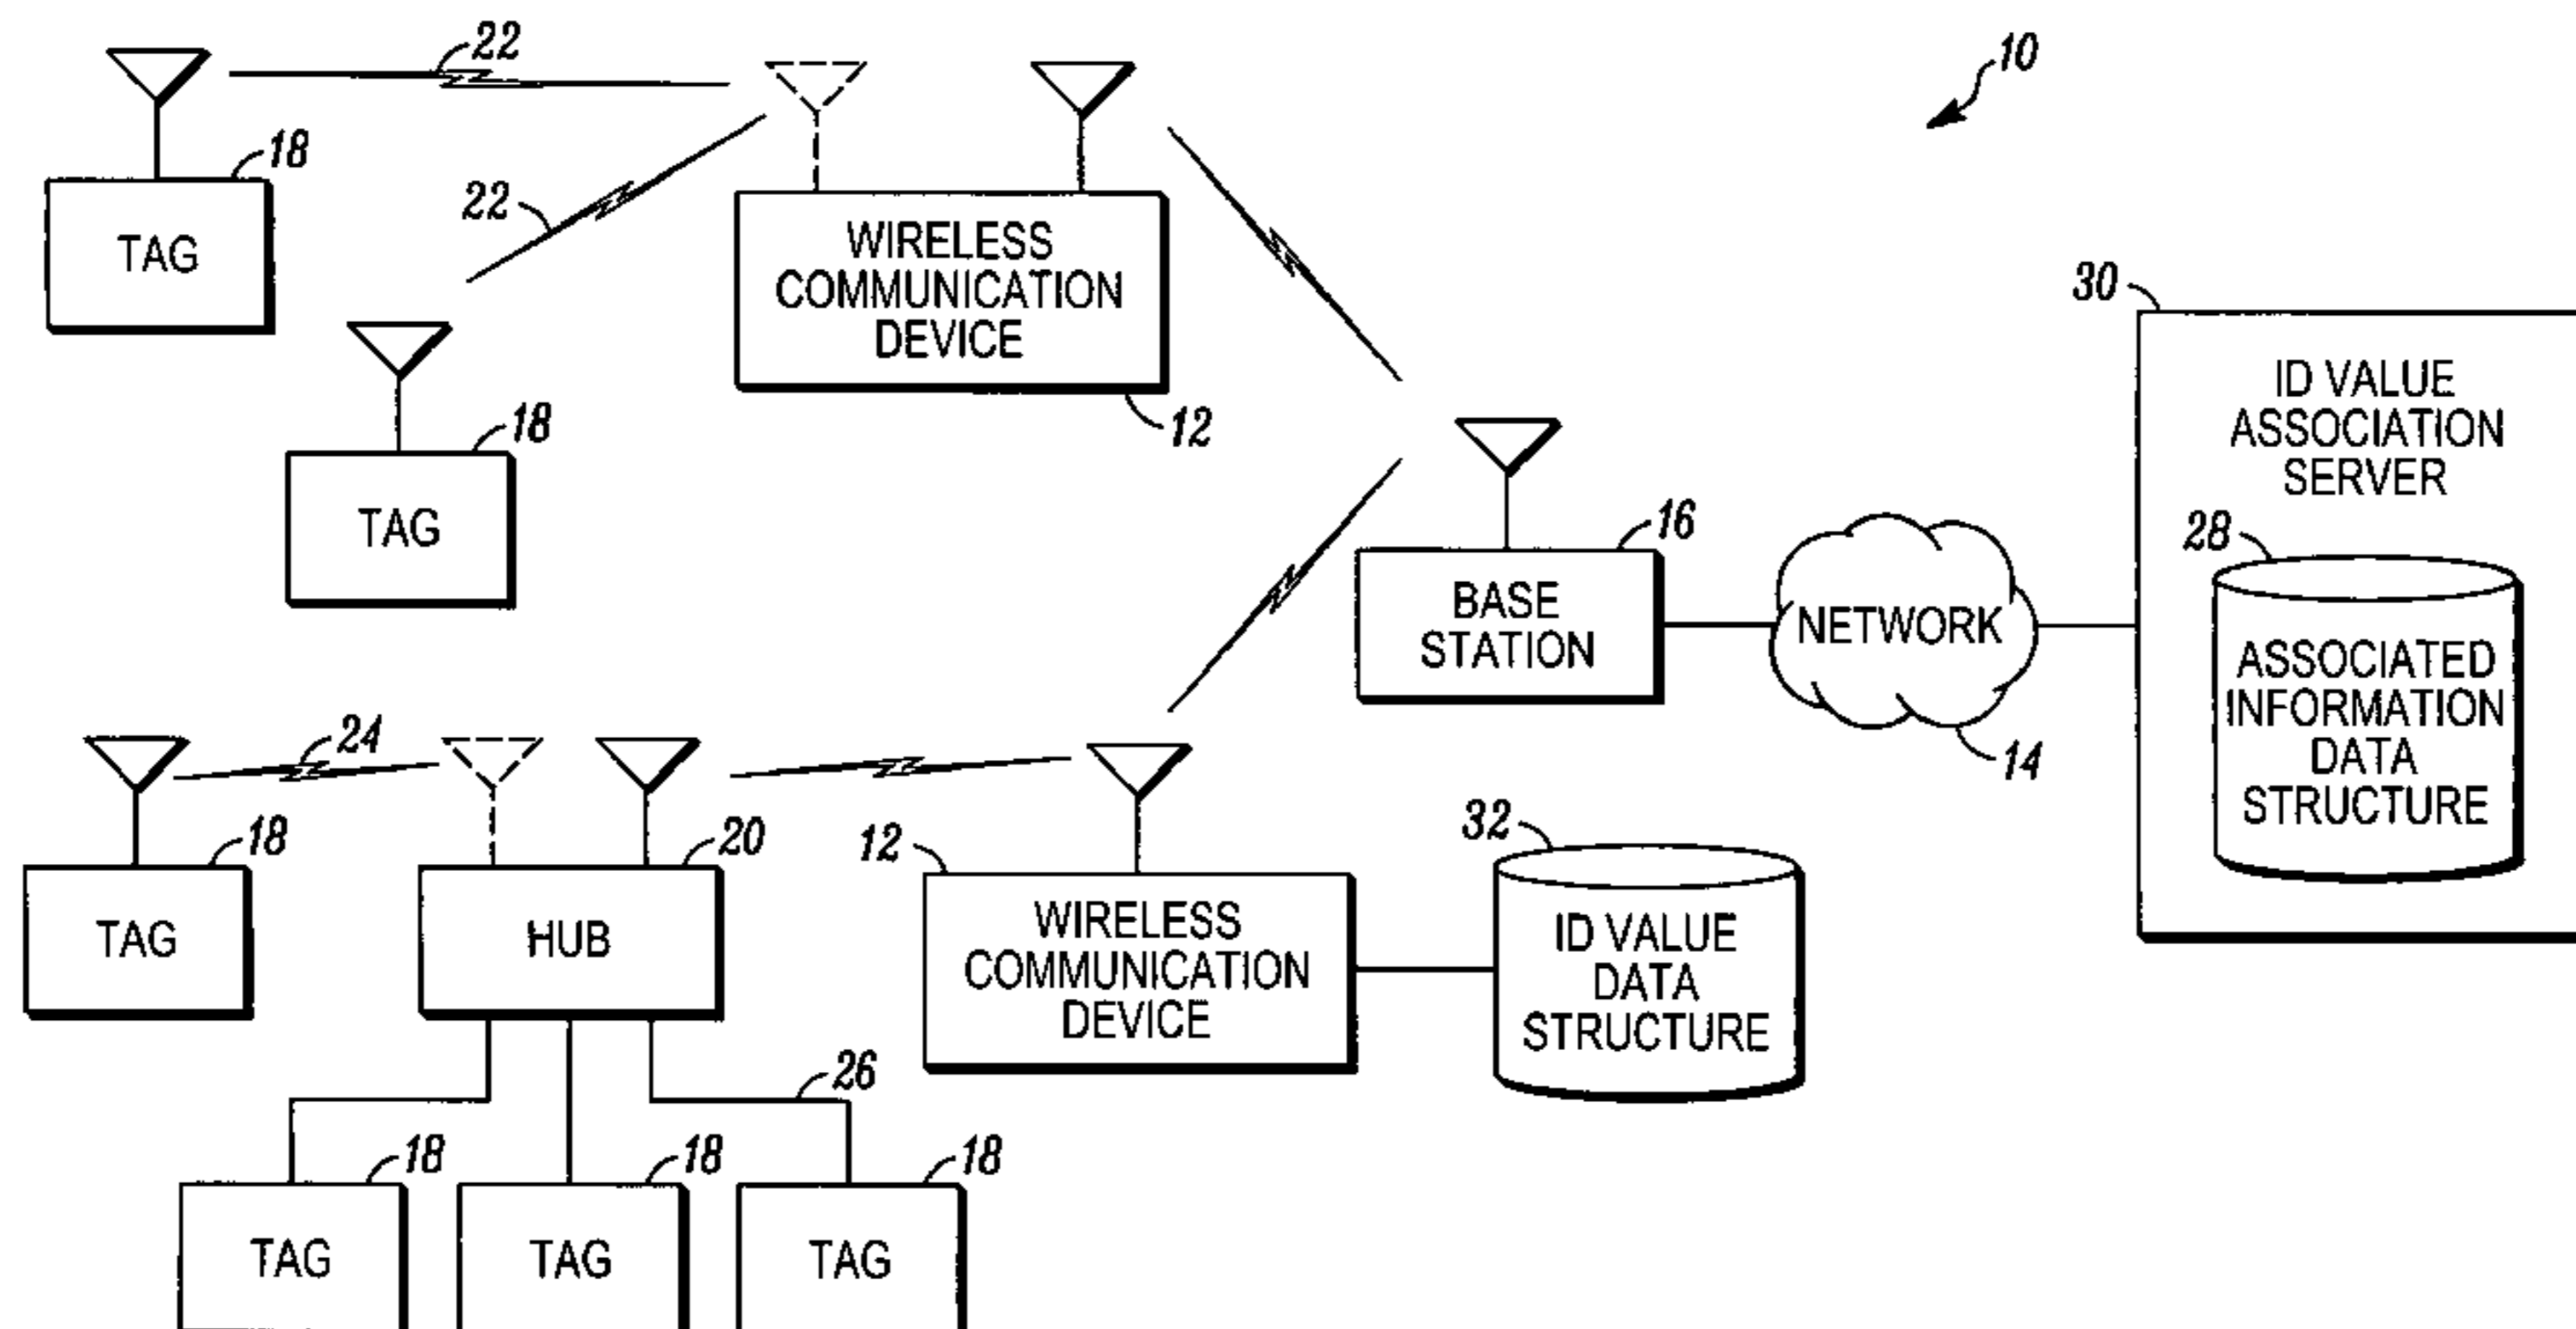 22
10
18
TAG
22
WIRELESS
COMMUNICATION
DEVICE
12
18
TAG
30
ID VALUE
ASSOCIATION
SERVER
28
ASSOCIATED
INFORMATION
DATA
STRUCTURE
16
BASE
STATION
NETWORK
14
24
18
TAG
20
HUB
12
WIRELESS
COMMUNICATION
DEVICE
32
ID VALUE
DATA
STRUCTURE
26
18
TAG
18
TAG
18
TAG